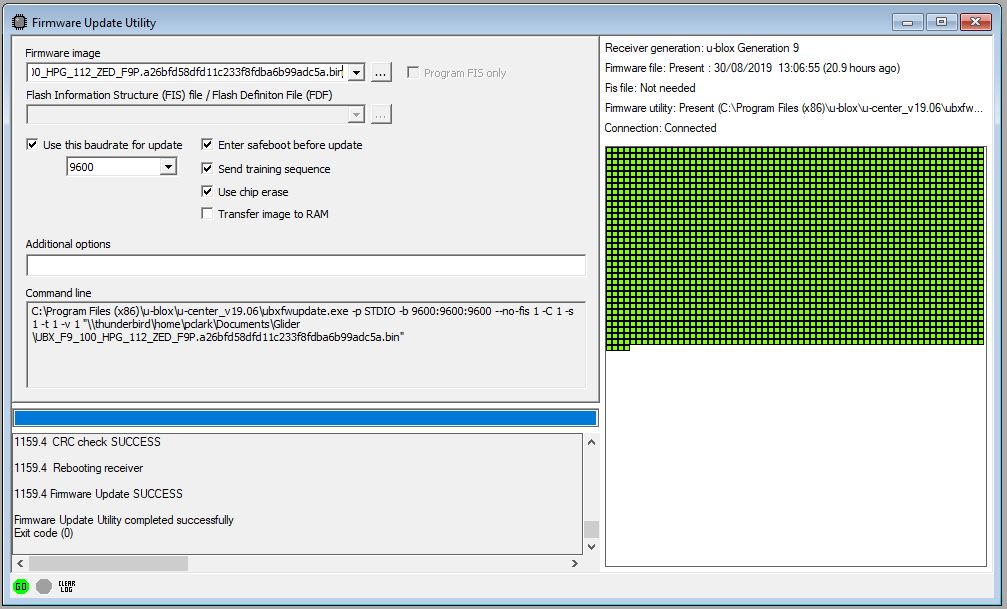 Firmware Update Utility
Firmware image
00_HPG_112_ZED_F9P.a26bfd58dfd11c233f8fdba6b99adc5a.bin
...
Program FIS only
Flash Information Structure (FIS) file / Flash Definiton File (FDF)
...
Use this baudrate for update
Enter safeboot before update
9600
Send training sequence
Use chip erase
Transfer image to RAM
Additional options
Command line
C:\Program Files (x86)\u-blox\u-center_v19.06\ubxfwupdate.exe -p STDIO -b 9600:9600:9600 --no-fis 1 -C 1 -s
1 -t 1 -v 1 "\\thunderbird\home\pclark\Documents\Glider
\UBX_F9_100_HPG_112_ZED_F9P.a26bfd58dfd11c233f8fdba6b99adc5a.bin"
1159.4 CRC check SUCCESS
1159.4 Rebooting receiver
1159.4 Firmware Update SUCCESS
Firmware Update Utility completed successfully
Exit code (0)
GO
CLEAR
LOG
Receiver generation: u-blox Generation 9
Firmware file: Present : 30/08/2019 13:06:55 (20.9 hours ago)
Fis file: Not needed
Firmware utility: Present (C:\Program Files (x86)\u-blox\u-center_v19.06\ubxfw...
Connection: Connected